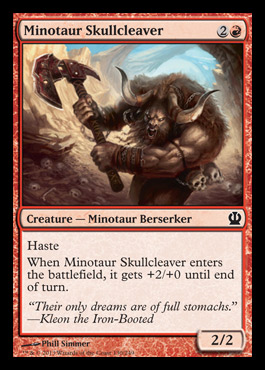 Minotaur Skullcleaver 2
Creature — Minotaur Berserker
Haste
When Minotaur Skullcleaver enters
the battlefield, it gets +2/+0 until end
of turn.
“Their only dreams are of full stomachs.”
—Kleon the Iron-Booted
Phill Simmer
2/2